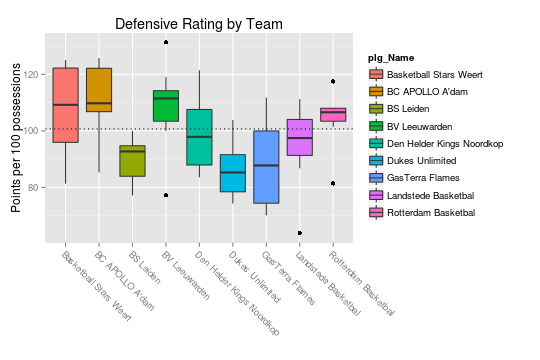 Defensive Rating by Team
Points per 100 possessions
120
100
80
Basketball Stars Weert
BC APOLLO A'dam
BS Leiden
BV Leeuwarden
Den Helder Kings Noordkop
Dukes Unlimited
GasTerra Flames
Landstede Basketbal
Rotterdam Basketbal
plg_Name
Basketball Stars Weert
BC APOLLO A'dam
BS Leiden
BV Leeuwarden
Den Helder Kings Noordkop
Dukes Unlimited
GasTerra Flames
Landstede Basketbal
Rotterdam Basketbal